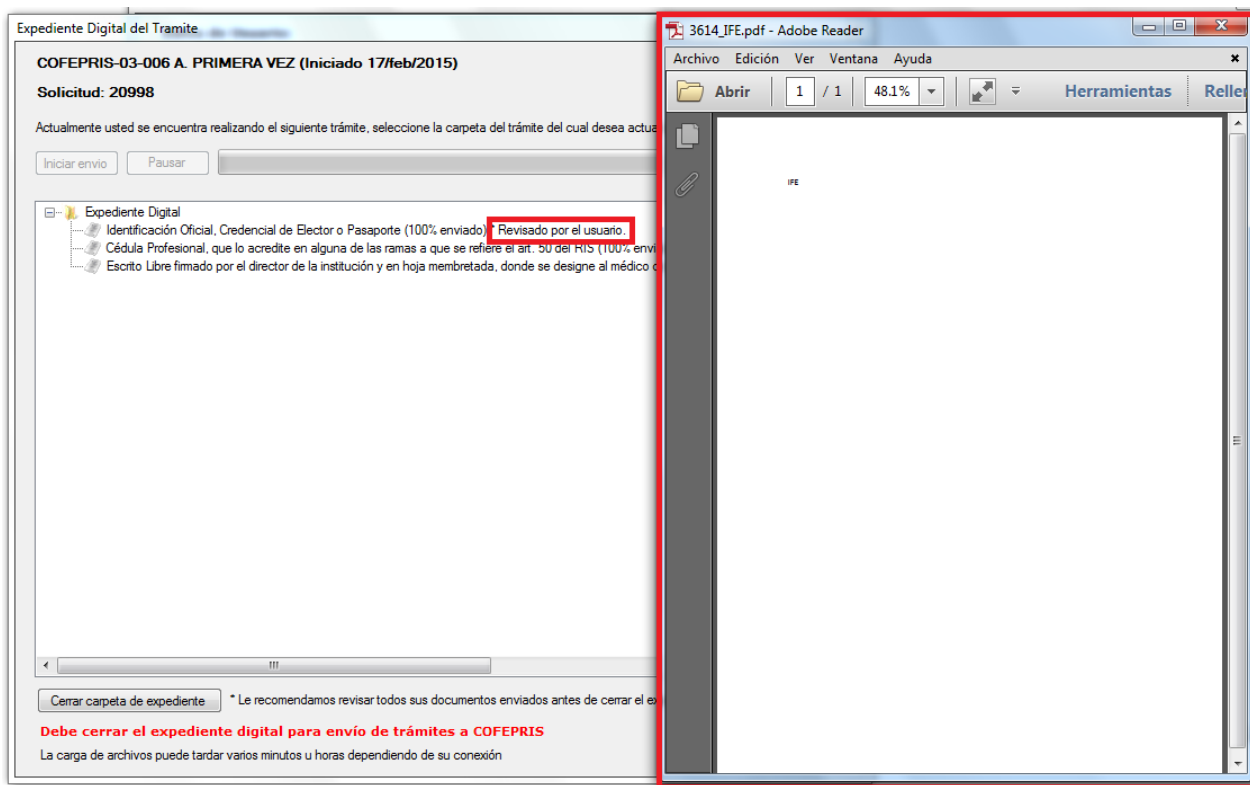 Expediente Digital del Tramite
COFEPRIS-03-006 A. PRIMERA VEZ (Iniciado 17/feb/2015)
Solicitud: 20998
Actualmente usted se encuentra realizando el siguiente trámite, seleccione la carpeta del trámite del cual desea actua
Iniciar envio
Pausar
Expediente Digital
Identificación Oficial, Credencial de Elector o Pasaporte (100% enviado) * Revisado por el usuario.
Cédula Profesional, que lo acredite en alguna de las ramas a que se refiere el art. 50 del RIS (100% envi
Escrito Libre firmado por el director de la institución y en hoja membretada, donde se designe al médico
Cerrar carpeta de expediente
* Le recomendamos revisar todos sus documentos enviados antes de cerrar el ex
Debe cerrar el expediente digital para envío de trámites a COFEPRIS
La carga de archivos puede tardar varios minutos u horas dependiendo de su conexión
3614_IFE.pdf - Adobe Reader
Archivo Edición Ver Ventana Ayuda
Abrir 1 / 1 48.1% Herramientas Reller
IFE